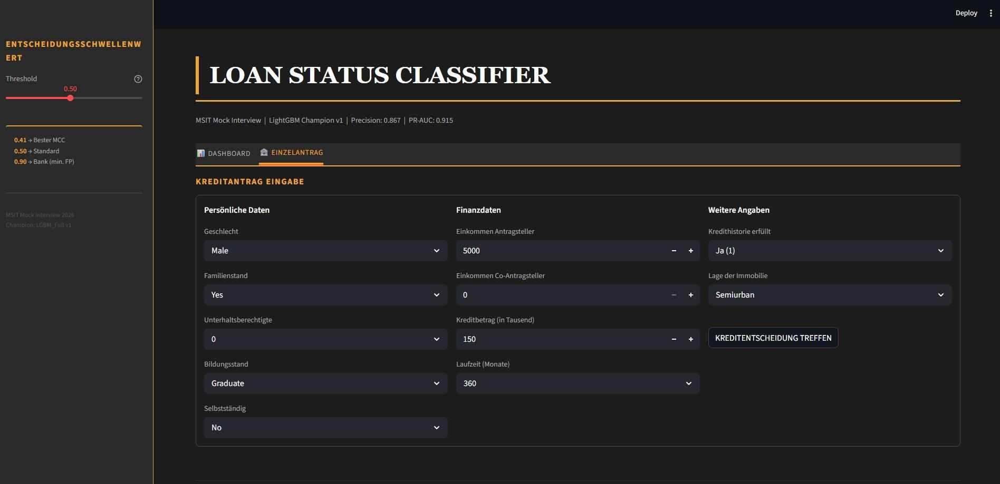 Deploy
ENTSCHEIDUNGSSCHWELLENW
ERT
Threshold
0.50
0.41 → Bester MCC
0.50 → Standard
0.90 → Bank (min. FP)
MSIT Mock Interview 2026
Champion: LGBM_Full v1
LOAN STATUS CLASSIFIER
MSIT Mock Interview | LightGBM Champion v1 | Precision: 0.867 | PR-AUC: 0.915
DASHBOARD EINZELANTRAG
KREDITANTRAG EINGABE
Persönliche Daten
Geschlecht
Male
Familienstand
Yes
Unterhaltsberechtigte
0
Bildungsstand
Graduate
Selbstständig
No
Finanzdaten
Einkommen Antragsteller
5000
Einkommen Co-Antragsteller
0
Kreditbetrag (in Tausend)
150
Laufzeit (Monate)
360
Weitere Angaben
Kredithistorie erfüllt
Ja (1)
Lage der Immobilie
Semiurban
KREDITENTSCHEIDUNG TREFFEN